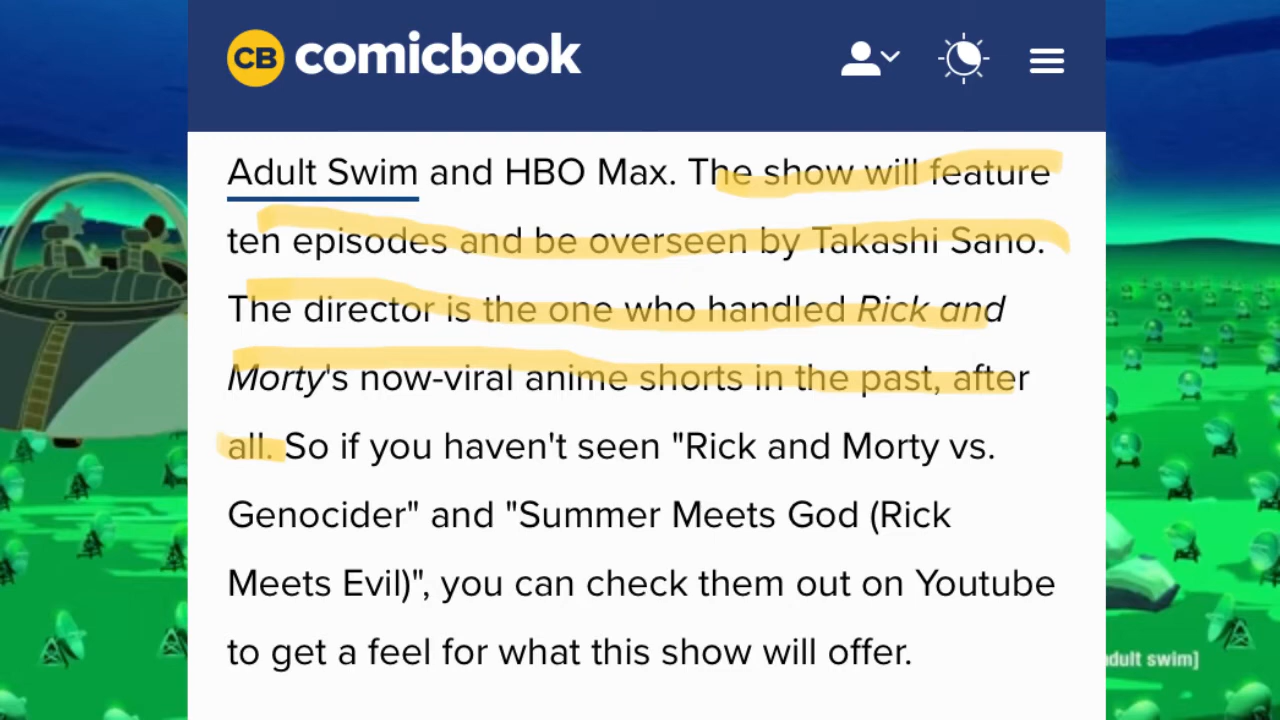 CB comicbook
Adult Swim and HBO Max. The show will feature
ten episodes and be overseen by Takashi Sano.
The director is the one who handled Rick and
Morty's now-viral anime shorts in the past, after
all. So if you haven't seen "Rick and Morty vs.
Genocider" and "Summer Meets God (Rick
Meets Evil)", you can check them out on Youtube
to get a feel for what this show will offer.
dult swim]